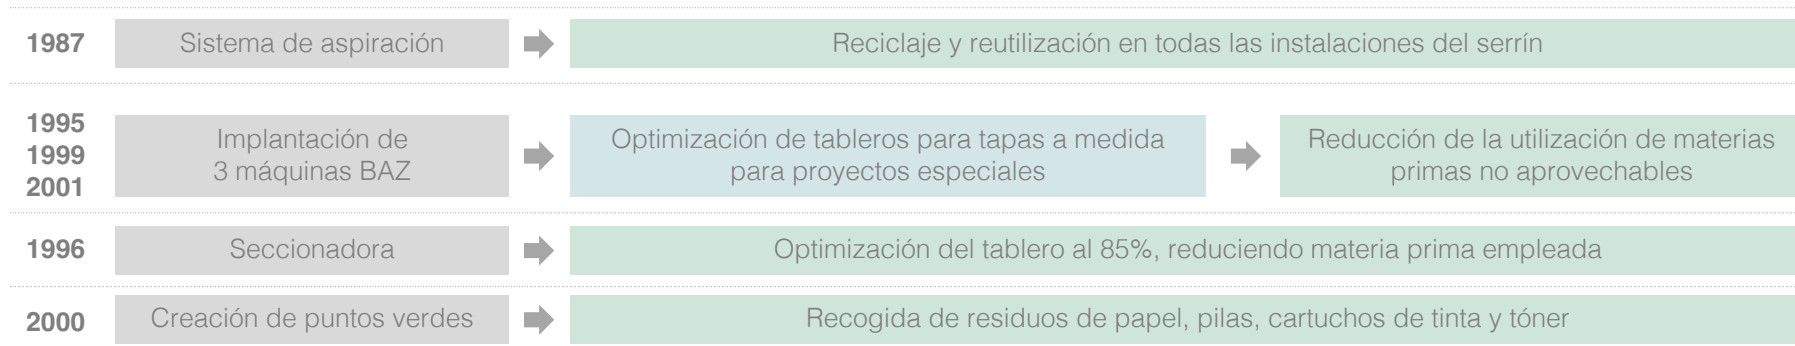 1987
Sistema de aspiración
Reciclaje y reutilización en todas las instalaciones del serrín
1995
1999
2001
Implantación de
3 máquinas BAZ
Optimización de tableros para tapas a medida
para proyectos especiales
Reducción de la utilización de materias
primas no aprovechables
1996
Seccionadora
Optimización del tablero al 85%, reduciendo materia prima empleada
2000
Creación de puntos verdes
Recogida de residuos de papel, pilas, cartuchos de tinta y tóner